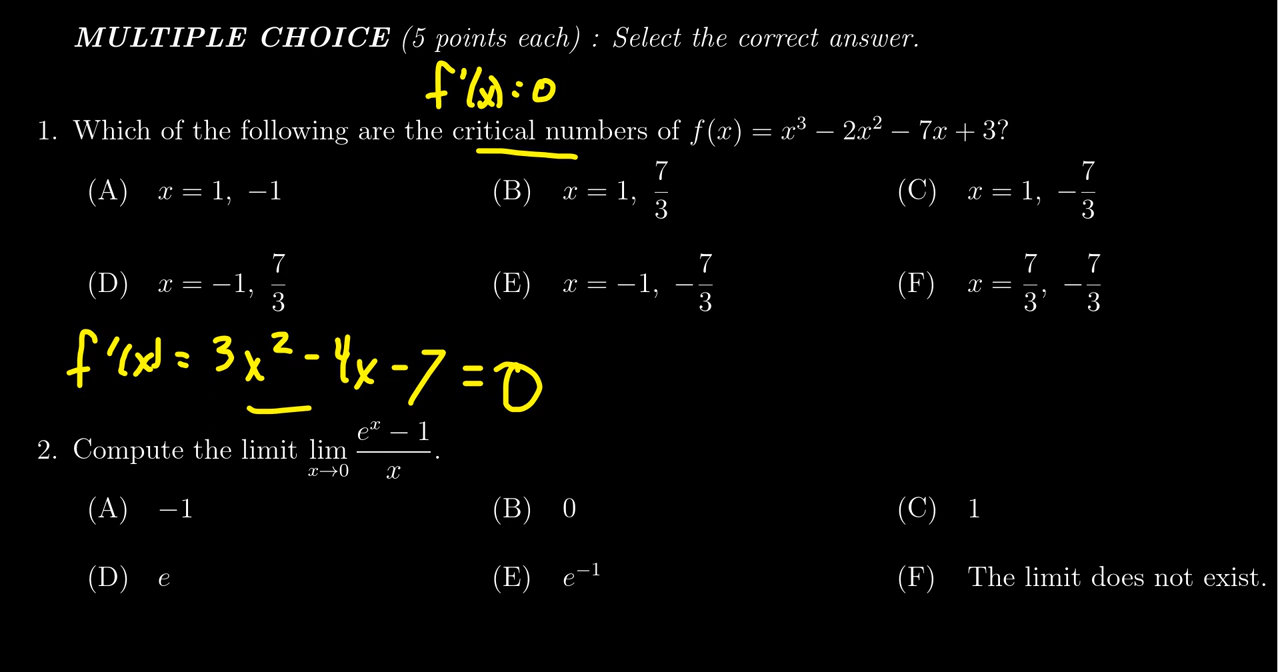 MULTIPLE CHOICE (5 points each) : Select the correct answer.
f'(x) = 0
1. Which of the following are the critical numbers of f(x) = x³ − 2x² − 7x + 3?
(A) x = 1, −1 (B) x = 1, 7/3 (C) x = 1, −7/3
(D) x = −1, 7/3 (E) x = −1, −7/3 (F) x = 7/3, −7/3
f'(x) = 3x² − 4x − 7 = 0
2. Compute the limit lim x→0 (eˣ − 1)/x.
(A) −1 (B) 0 (C) 1
(D) e (E) e⁻¹ (F) The limit does not exist.